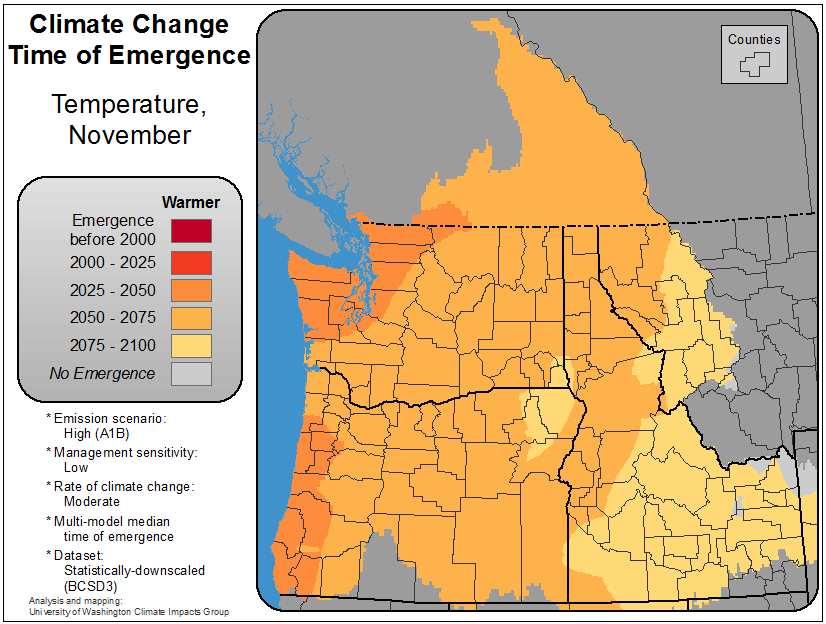 Climate Change
Time of Emergence
Temperature,
November
Warmer
Emergence
before 2000
2000 - 2025
2025 - 2050
2050 - 2075
2075 - 2100
No Emergence
* Emission scenario:
High (A1B)
* Management sensitivity:
Low
* Rate of climate change:
Moderate
* Multi-model median
time of emergence
* Dataset:
Statistically-downscaled
(BCSD3)
Analysis and mapping:
University of Washington Climate Impacts Group
Counties